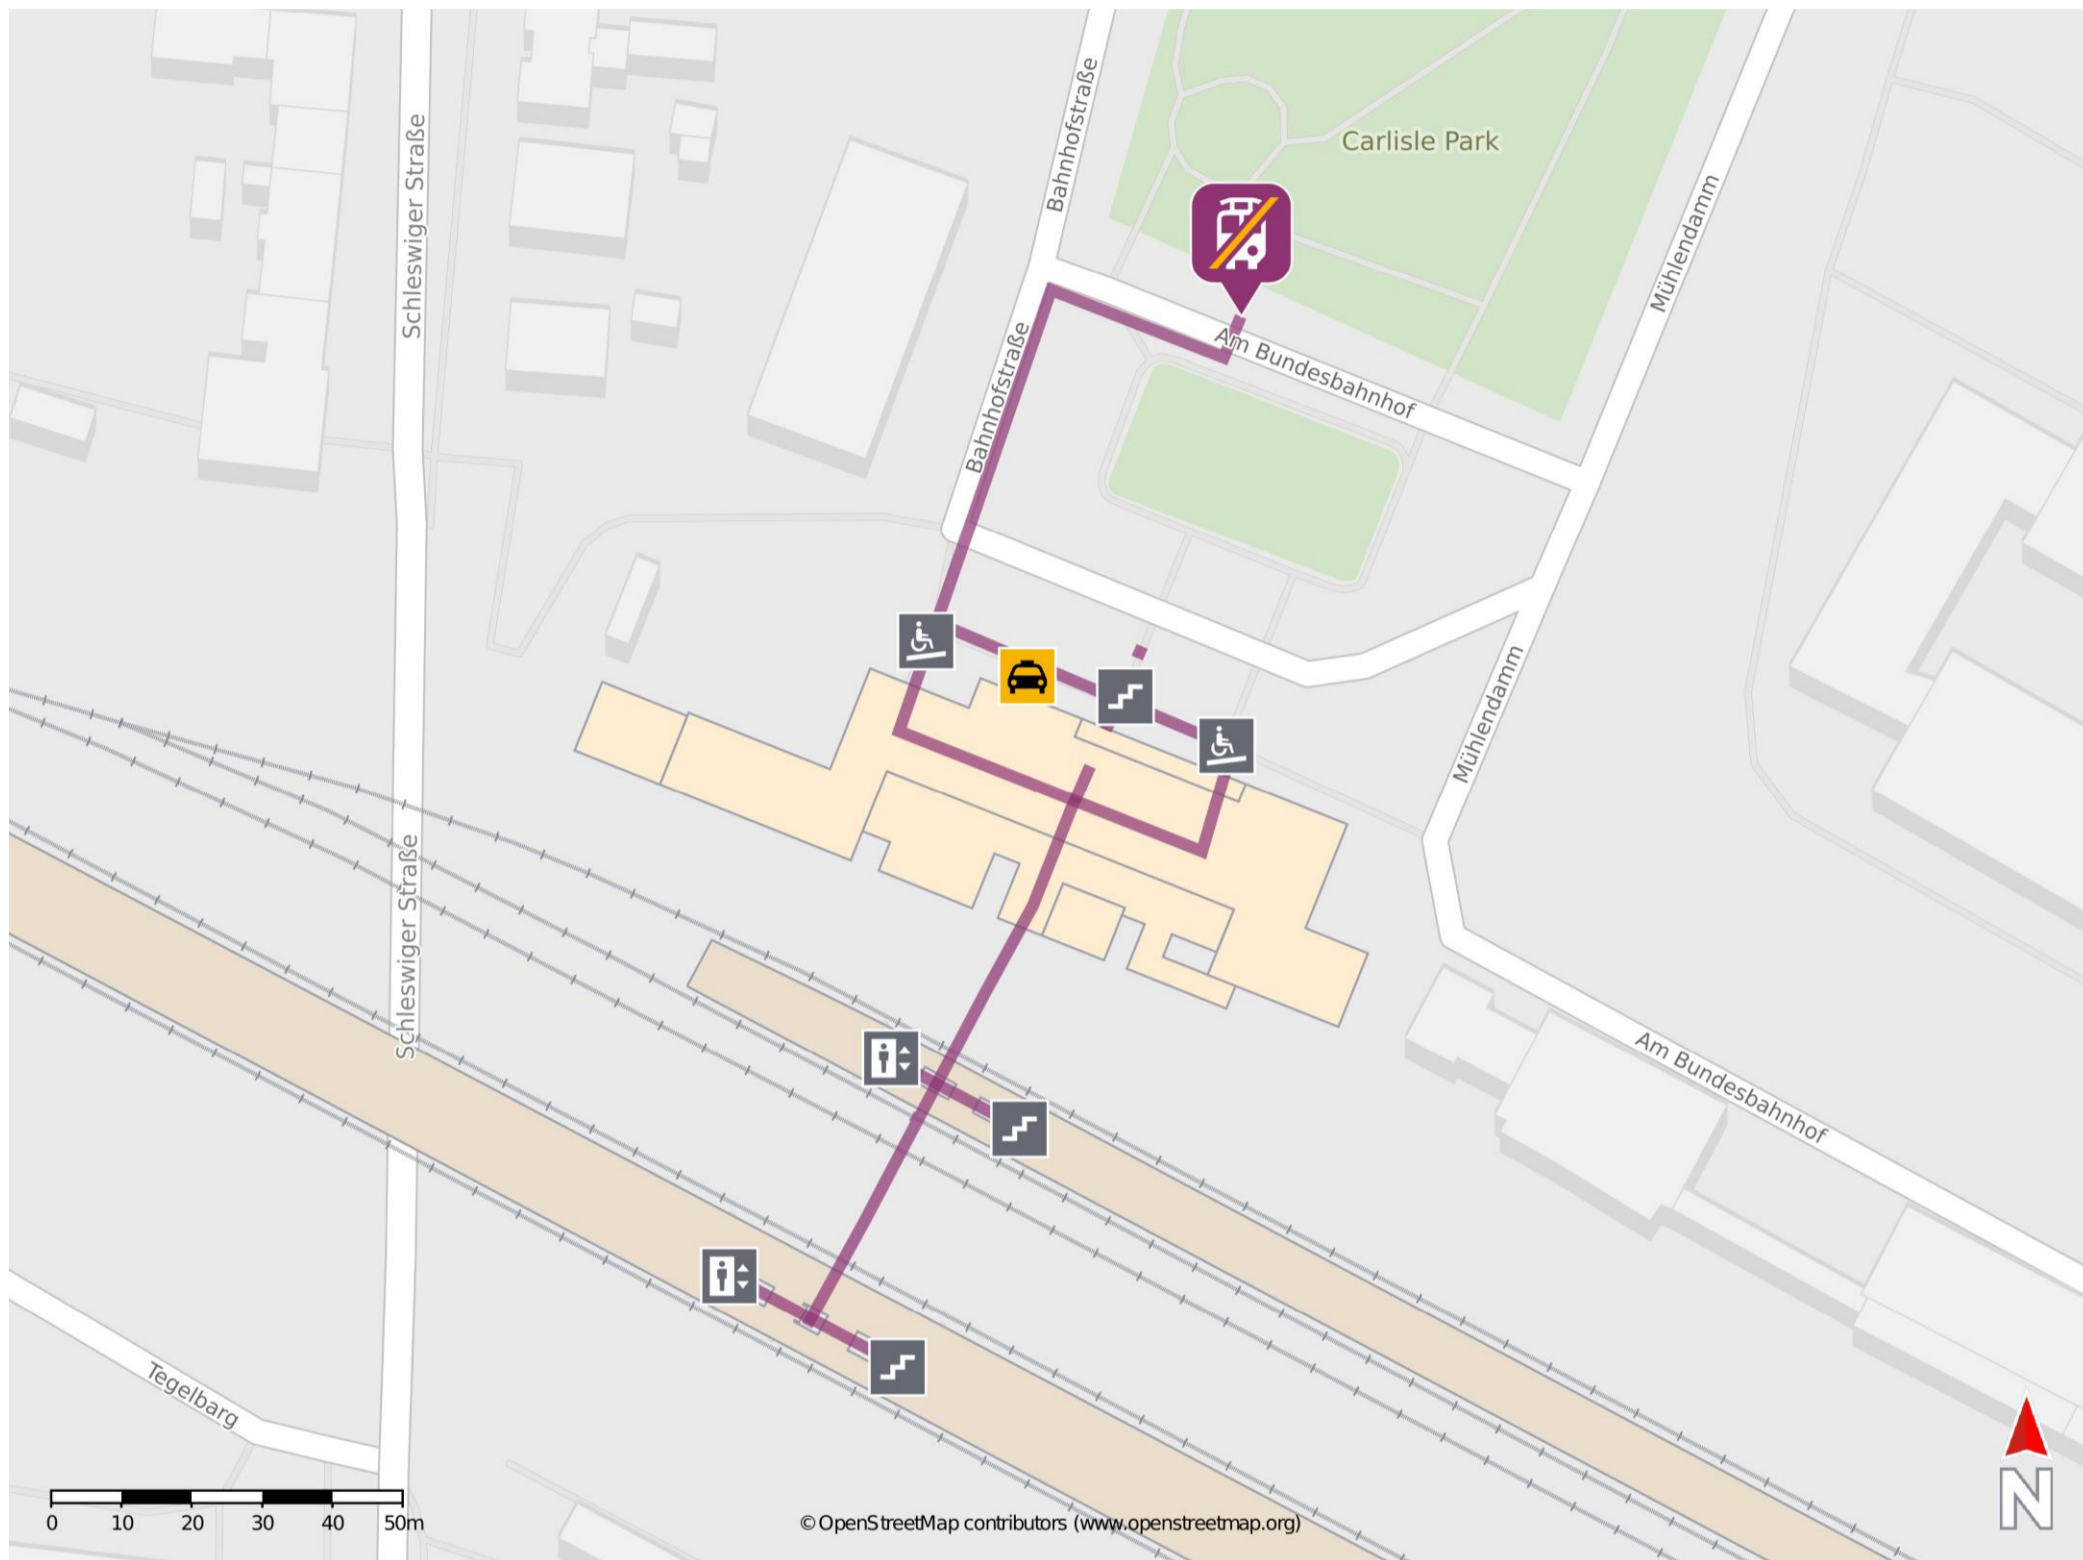 Schleswiger Straße
Bahnhofstraße
Carlisle Park
Mühlendamm
Bahnhofstraße
Am Bundesbahnhof
Mühlendamm
Schleswiger Straße
Am Bundesbahnhof
Tegelbarg
0 10 20 30 40 50m
© OpenStreetMap contributors (www.openstreetmap.org)
N